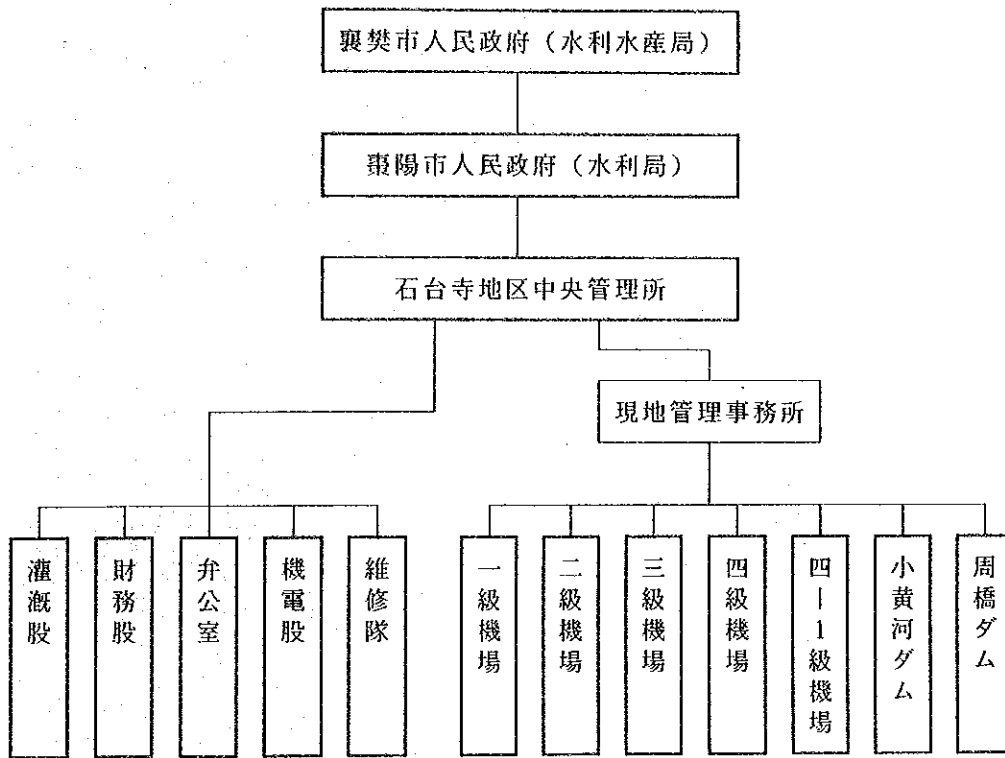 襄樊市人民政府（水利水産局）
棗陽市人民政府（水利局）
石台寺地区中央管理所
現地管理事務所
灌漑股
財務股
弁公室
機電股
維修隊
一級機場
二級機場
三級機場
四級機場
四ー1級機場
小黄河ダム
周橋ダム